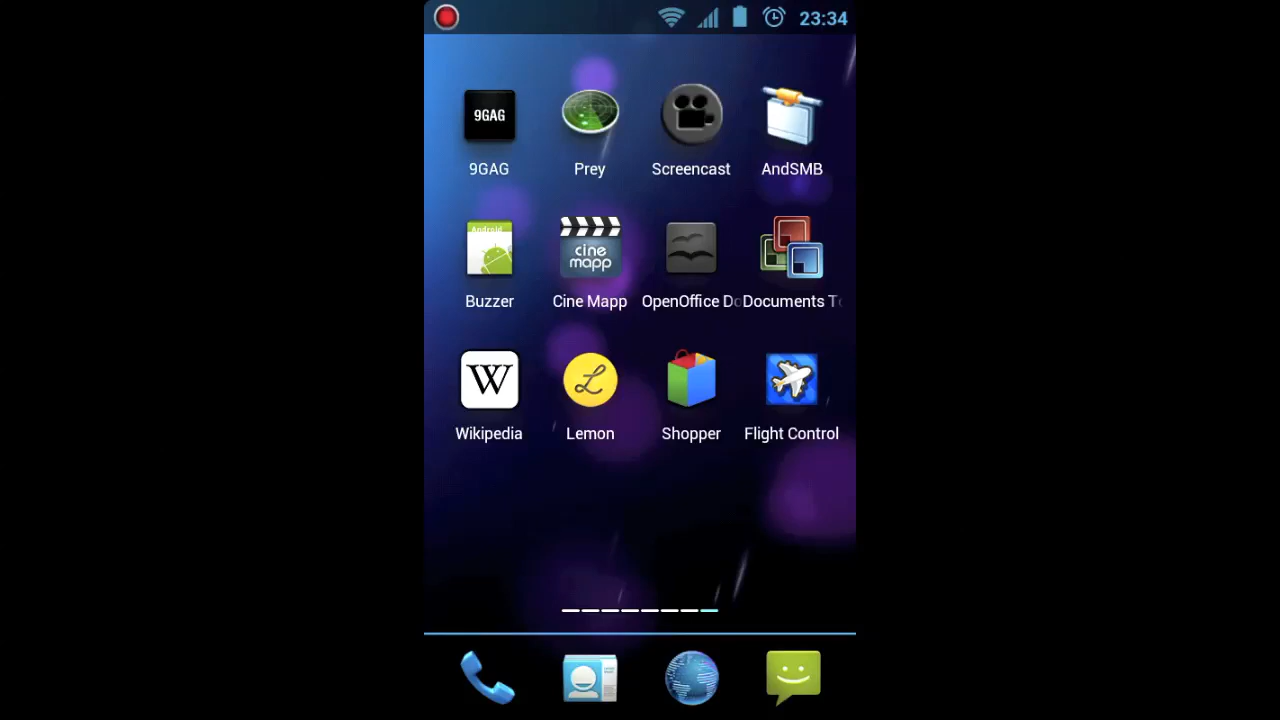 23:34
9GAG
9GAG Prey Screencast AndSMB
Android
cine
mapp
Buzzer Cine Mapp OpenOffice Do Documents To
W L
Wikipedia Lemon Shopper Flight Control